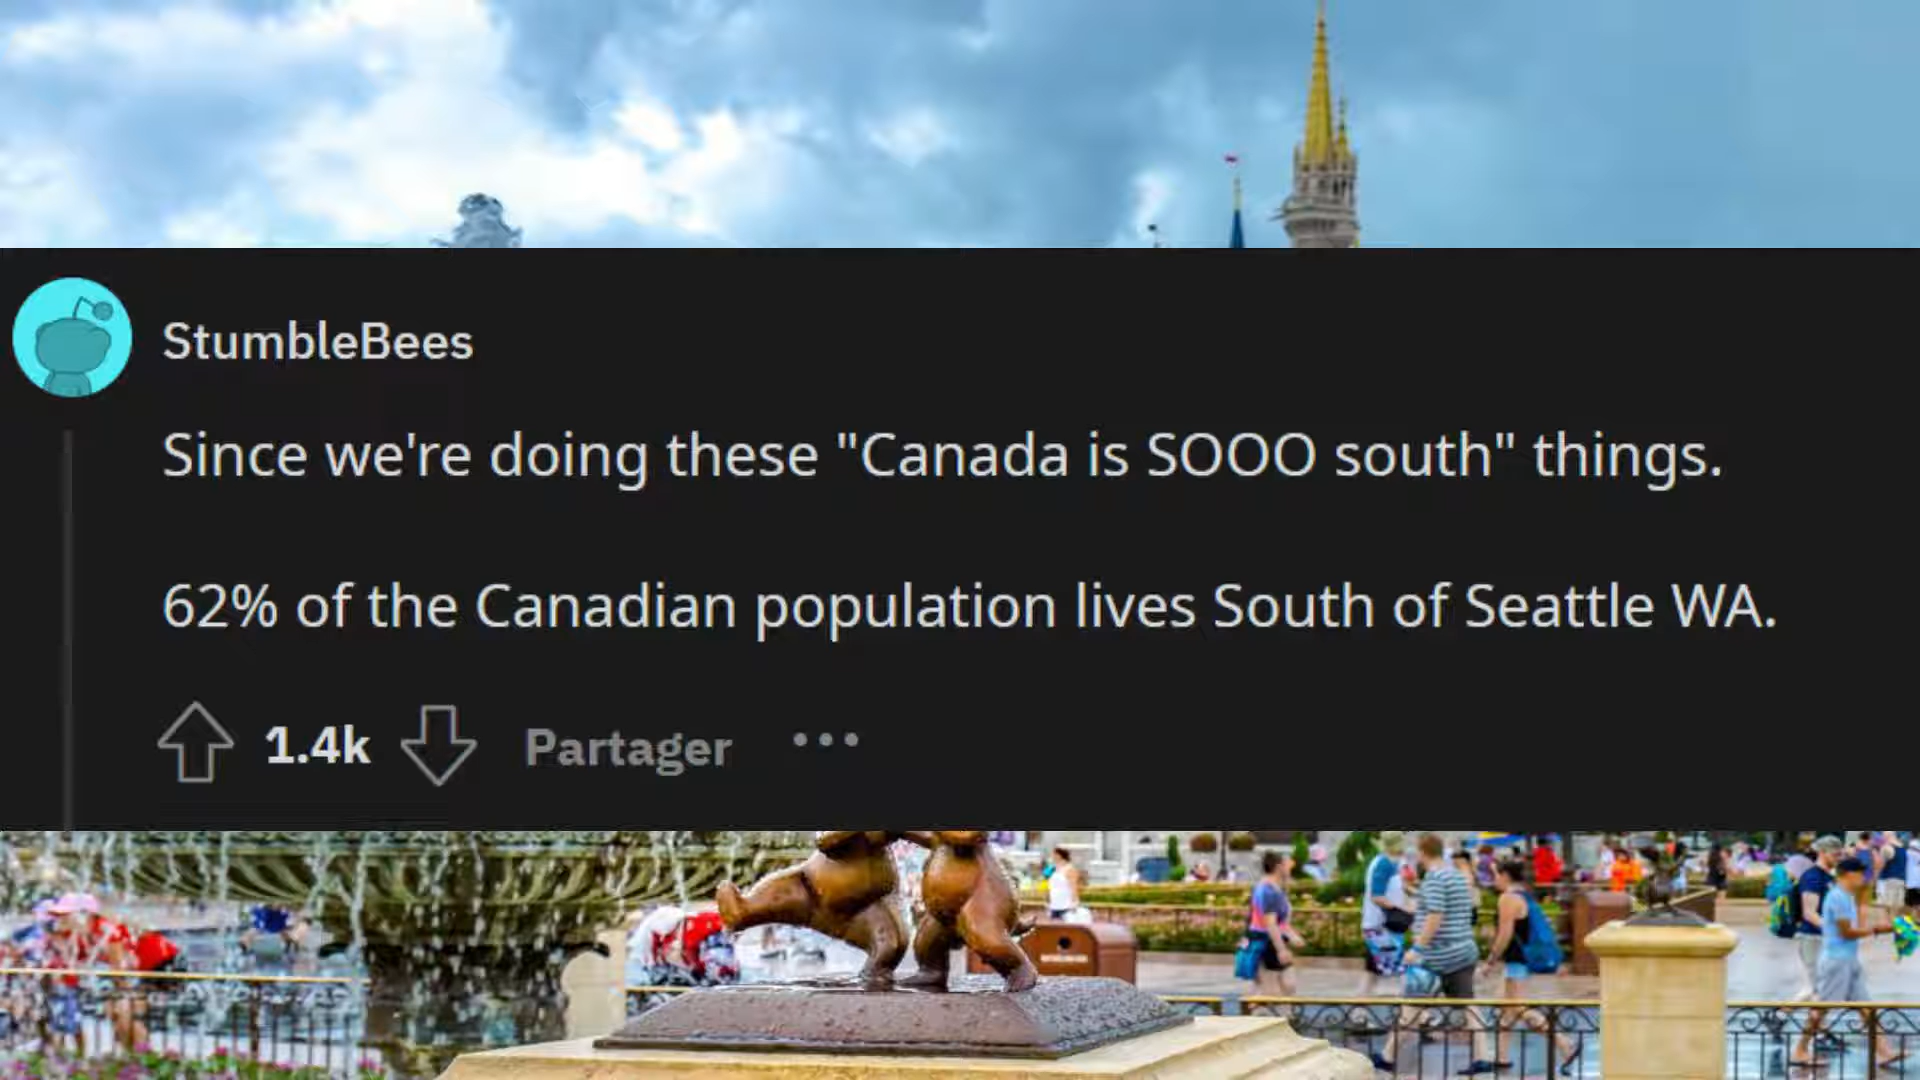 StumbleBees
Since we're doing these "Canada is SOOO south" things.
62% of the Canadian population lives South of Seattle WA.
1.4k Partager